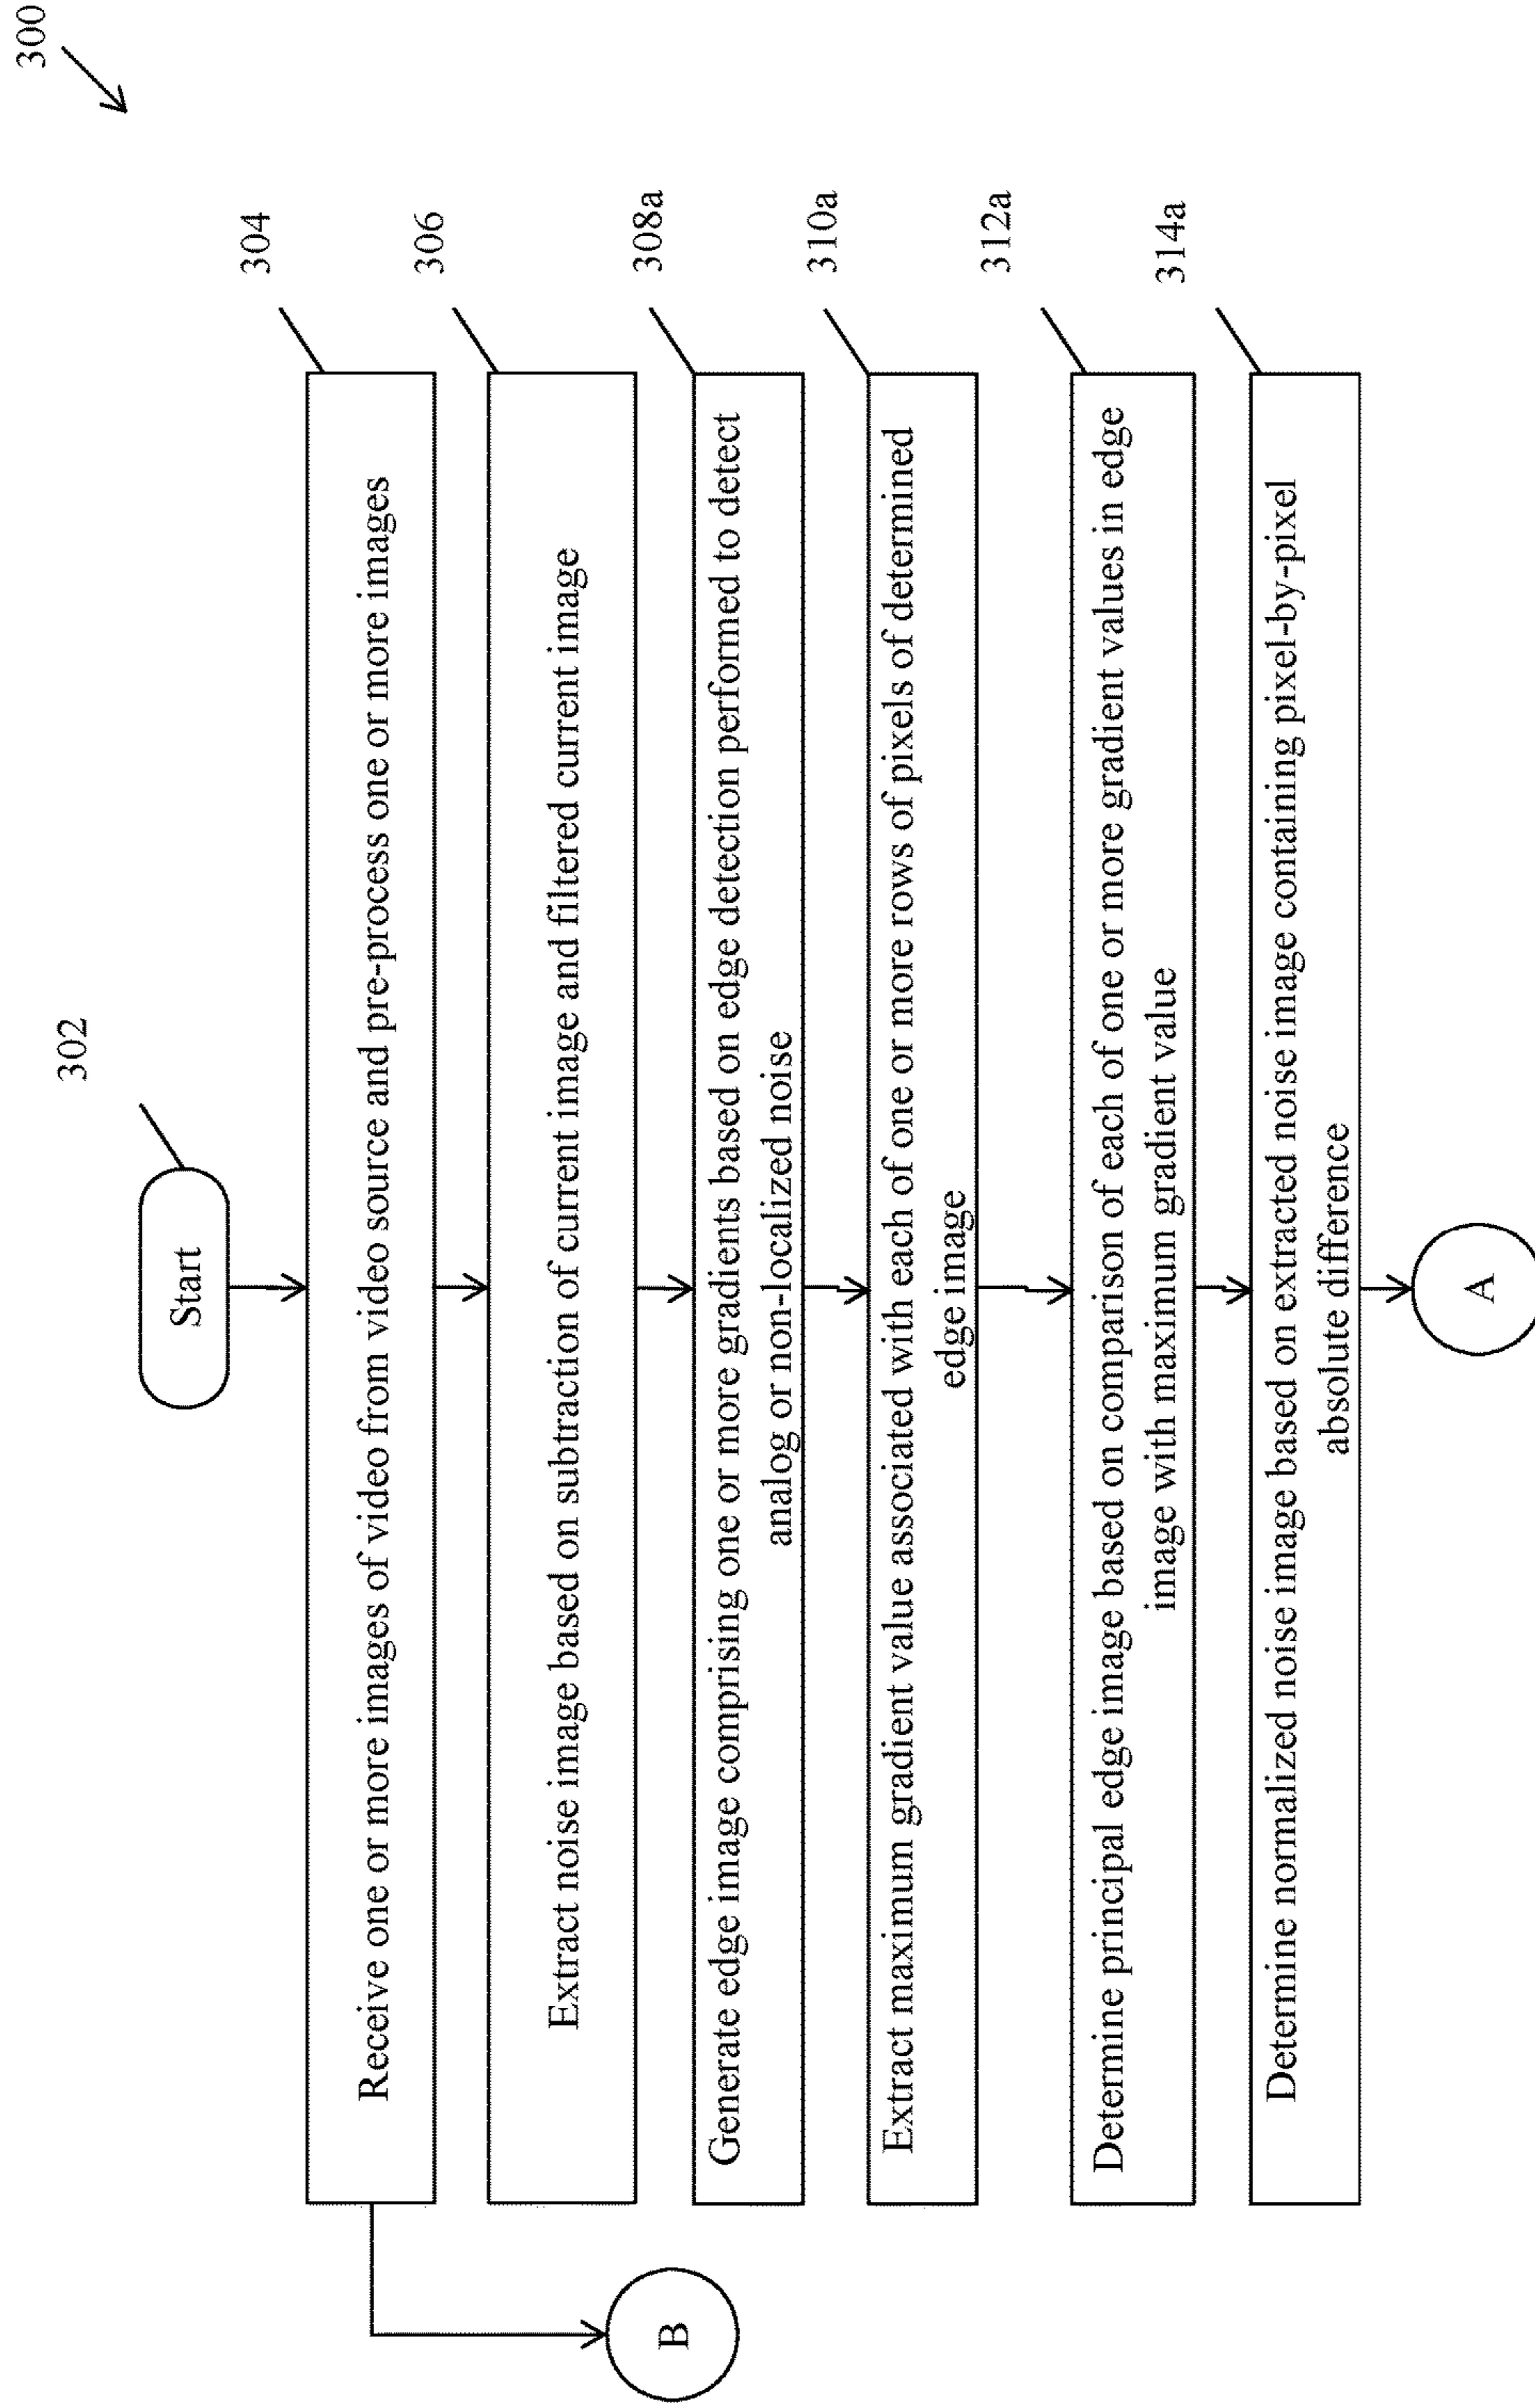 300
302
Start
304
Receive one or more images of video from video source and pre-process one or more images
306
Extract noise image based on subtraction of current image and filtered current image
308a
Generate edge image comprising one or more gradients based on edge detection performed to detect
analog or non-localized noise
310a
Extract maximum gradient value associated with each of one or more rows of pixels of determined
edge image
312a
Determine principal edge image based on comparison of each of one or more gradient values in edge
image with maximum gradient value
314a
Determine normalized noise image based on extracted noise image containing pixel-by-pixel
absolute difference
B
A